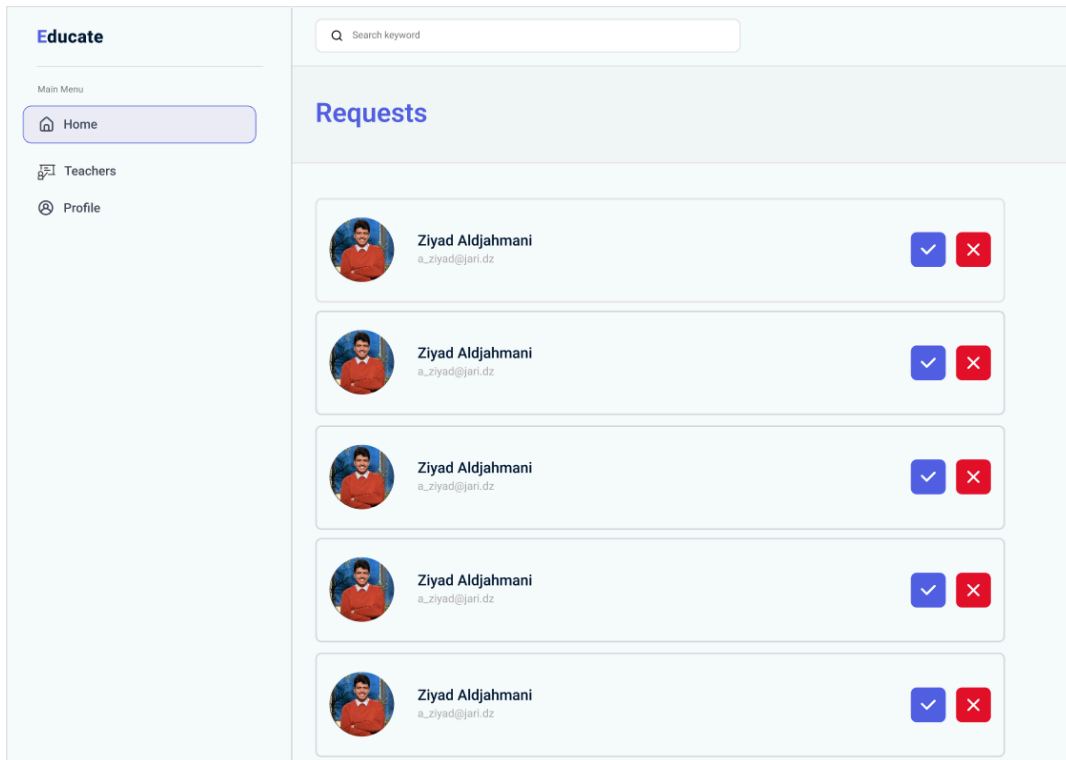 Educate
Search keyword
Main Menu
Home
Teachers
Profile
Requests
Ziyad Aldjahmani
a_ziyad@jari.dz
Ziyad Aldjahmani
a_ziyad@jari.dz
Ziyad Aldjahmani
a_ziyad@jari.dz
Ziyad Aldjahmani
a_ziyad@jari.dz
Ziyad Aldjahmani
a_ziyad@jari.dz